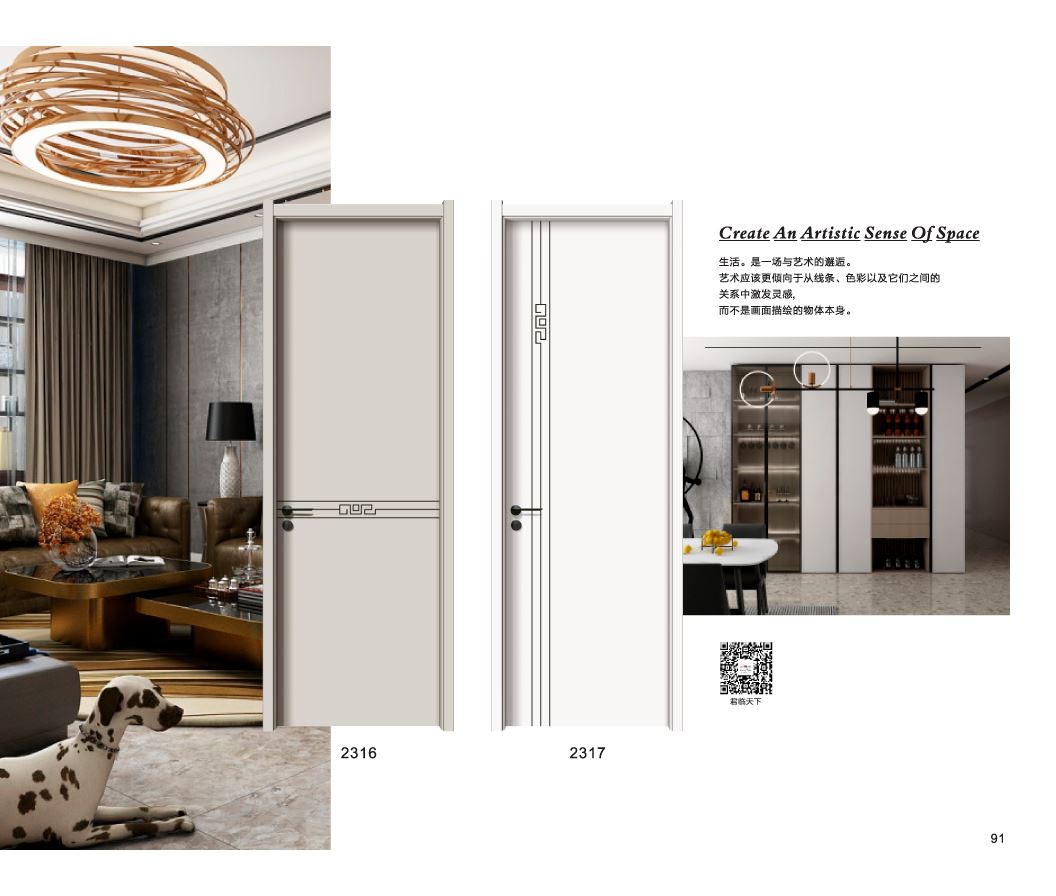 Create An Artistic Sense Of Space
生活。是一场与艺术的邂逅。
艺术应该更倾向于从线条、色彩以及它们之间的
关系中激发灵感,
而不是画面描绘的物体本身。
君临天下
2316
2317
91